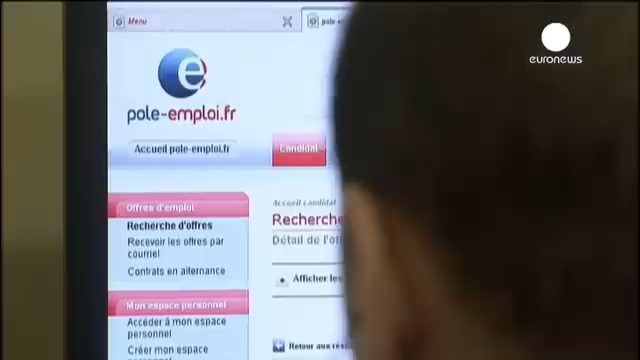 Menu
euronews
pole-emploi.fr
Accueil pole-emploi.fr
Candidat
Offres d'emploi
Accueil candidat
Recherche d'offres
Recherche
Recevoir les offres par
Détail de
courriel
Contrats en alternance
Afficher les
Mon espace personnel
Accéder à mon espace
personnel
Retour aux
Créer mon espace